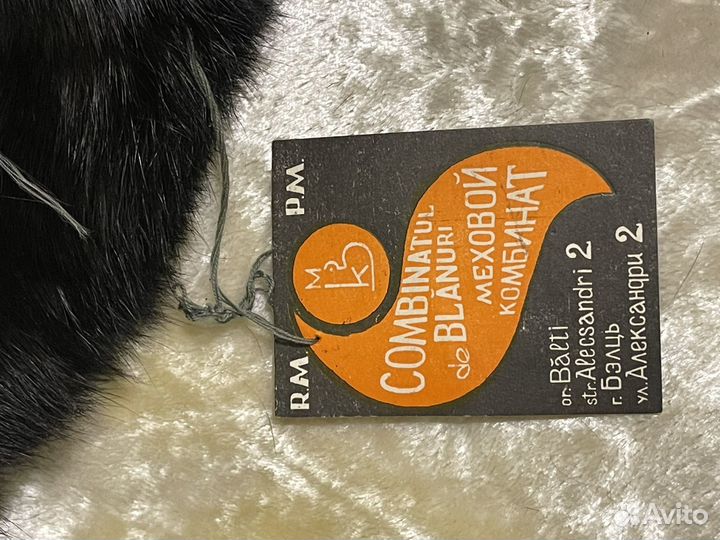 R.M. P.M.
М
К
COMBINATUL
de BLANURI
МЕХОВОЙ
КОМБИНАТ
or. Bălti
str. Alecsandri 2
г. Бэлць
ул. Александри 2
Avito